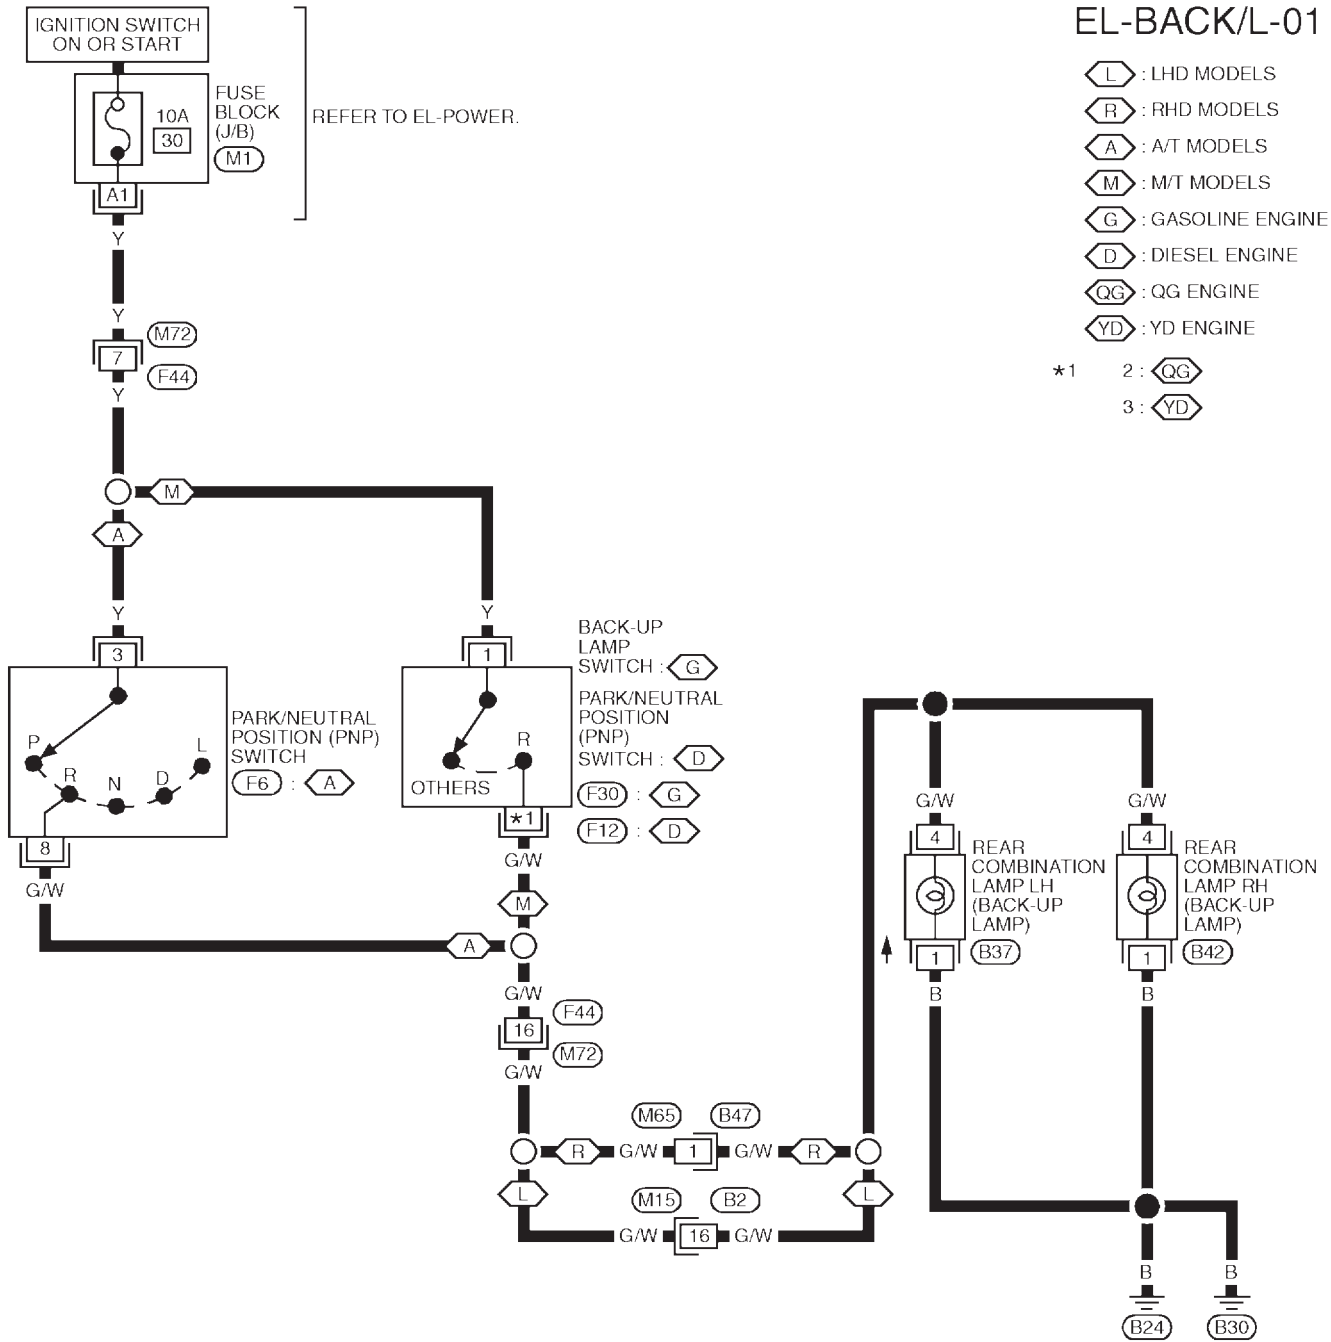 EL-BACK/L-01
IGNITION SWITCH
ON OR START
FUSE
BLOCK
(J/B)
M1
10A
30
REFER TO EL-POWER.
A1
Y
Y
7
M72
F44
Y
L : LHD MODELS
R : RHD MODELS
A : A/T MODELS
M : M/T MODELS
G : GASOLINE ENGINE
D : DIESEL ENGINE
QG : QG ENGINE
YD : YD ENGINE
*1 2 : QG
3 : YD
M
A
Y
3
P
R
N
D
L
PARK/NEUTRAL
POSITION (PNP)
SWITCH
F6 : A
8
G/W
A
Y
1
R
OTHERS
*1
BACK-UP
LAMP
SWITCH : G
PARK/NEUTRAL
POSITION
(PNP)
SWITCH : D
F30 : G
F12 : D
G/W
M
G/W
16
F44
M72
G/W
M65 B47
R G/W 1 G/W R
L L
M15 B2
G/W 16 G/W
G/W
4
REAR
COMBINATION
LAMP LH
(BACK-UP
LAMP)
B37
1
B
G/W
4
REAR
COMBINATION
LAMP RH
(BACK-UP
LAMP)
B42
1
B
B B
B24 B30